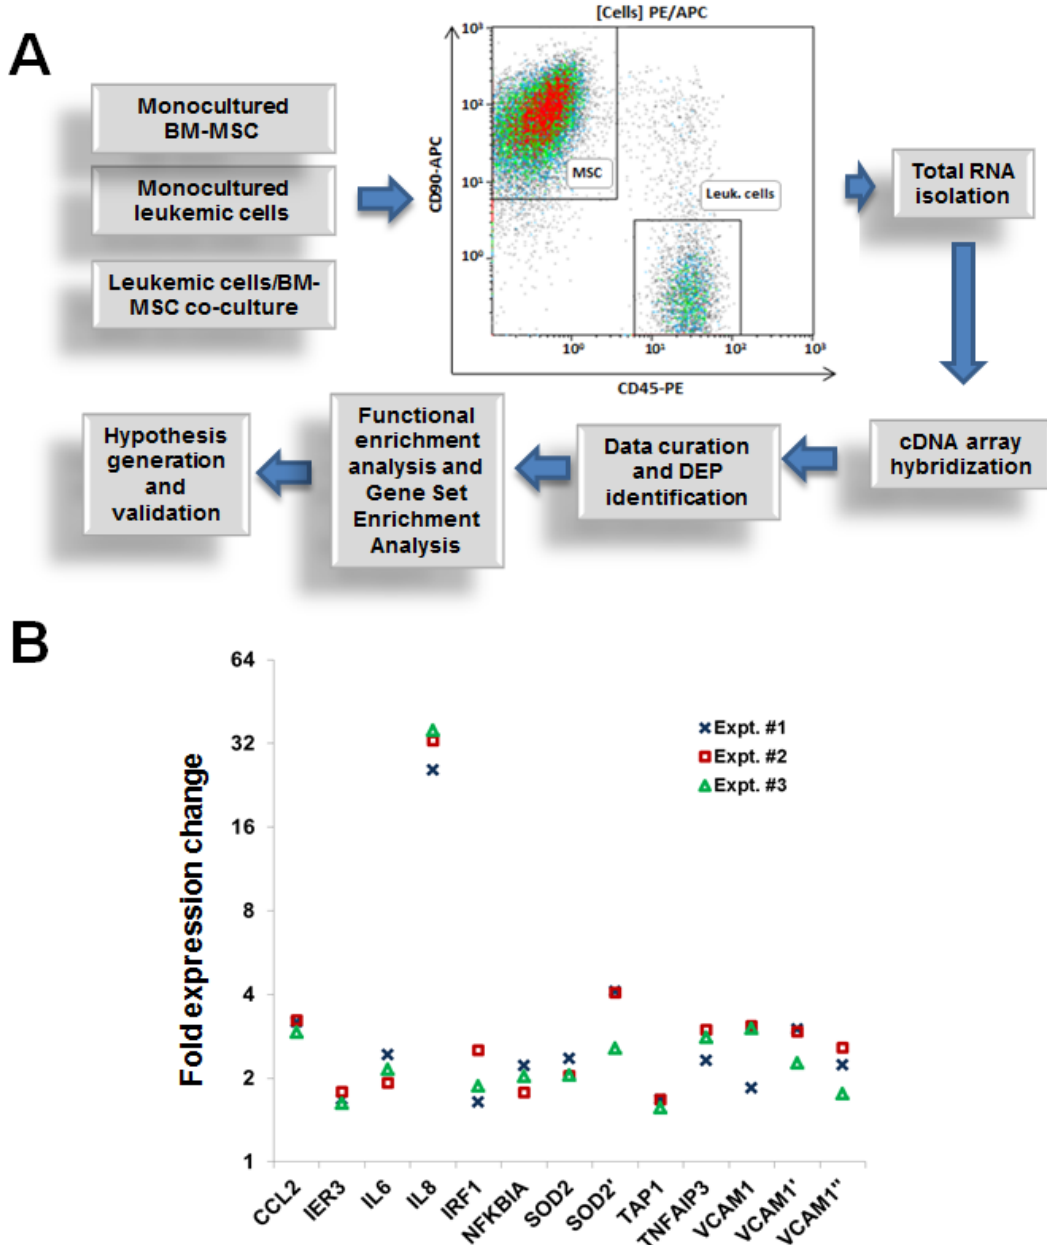 A
[Cells] PE/APC
Monocultured
BM-MSC
Monocultured
leukemic cells
Leukemic cells/BM-
MSC co-culture
CD90-APC
10³
10²
10¹
10⁰
MSC
Leuk. cells
10⁰ 10¹ 10² 10³
CD45-PE
Total RNA
isolation
cDNA array
hybridization
Data curation
and DEP
identification
Functional
enrichment
analysis and
Gene Set
Enrichment
Analysis
Hypothesis
generation
and
validation
B
Fold expression change
64
32
16
8
4
2
1
Expt. #1
Expt. #2
Expt. #3
CCL2
IER3
IL6
IL8
IRF1
NFKBIA
SOD2
SOD2'
TAP1
TNFAIP3
VCAM1
VCAM1'
VCAM1"